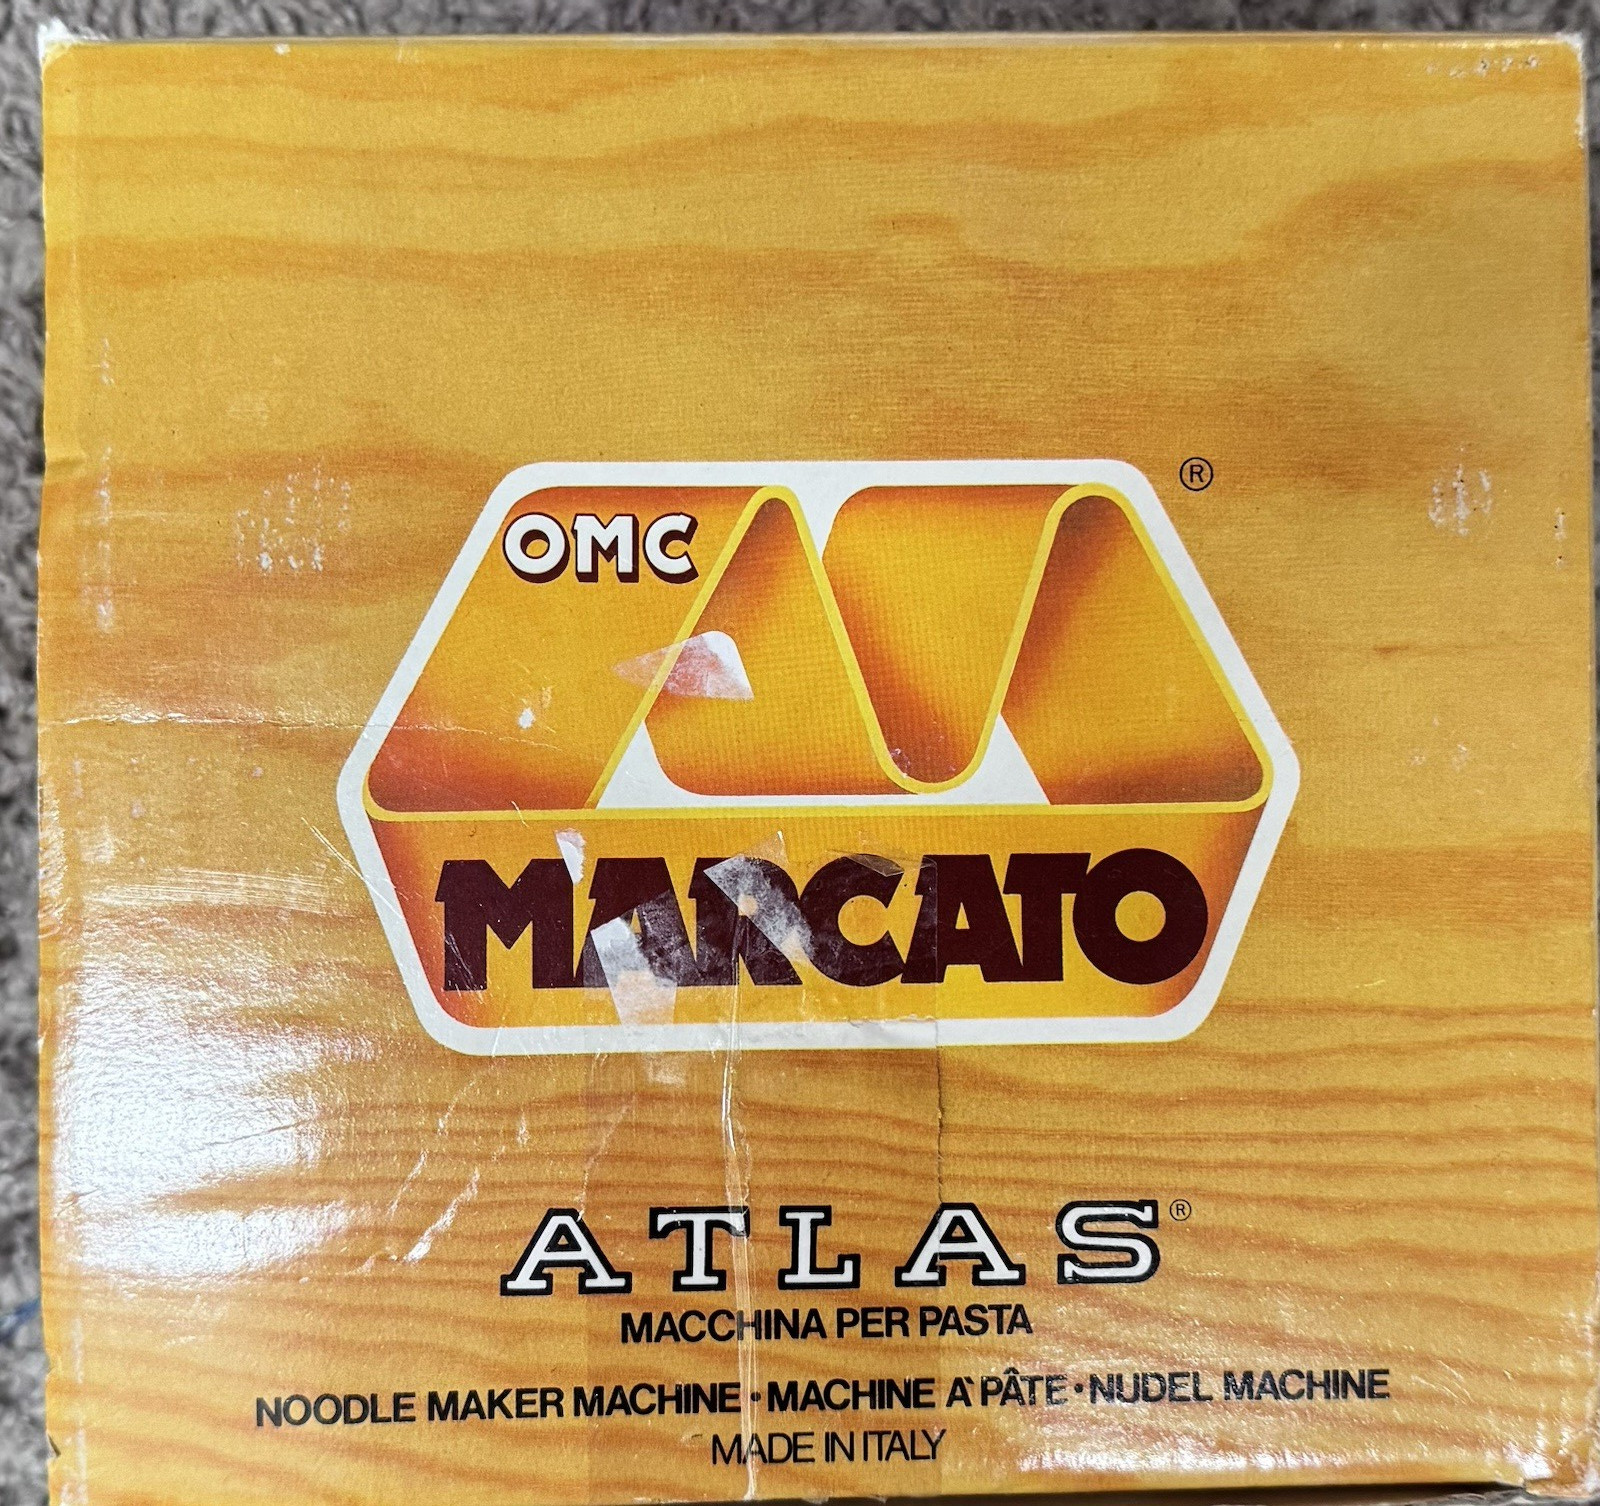 ®
OMC
MARCATO
ATLAS®
MACCHINA PER PASTA
NOODLE MAKER MACHINE • MACHINE A` PÂTE • NUDEL MACHINE
MADE IN ITALY